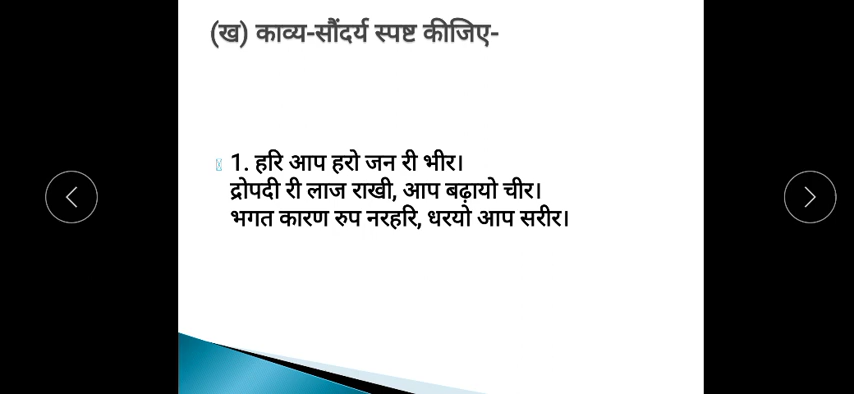 (ख) काव्य-सौंदर्य स्पष्ट कीजिए-
1. हरि आप हरो जन री भीर।
द्रोपदी री लाज राखी, आप बढ़ायो चीर।
भगत कारण रुप नरहरि, धरयो आप सरीर।